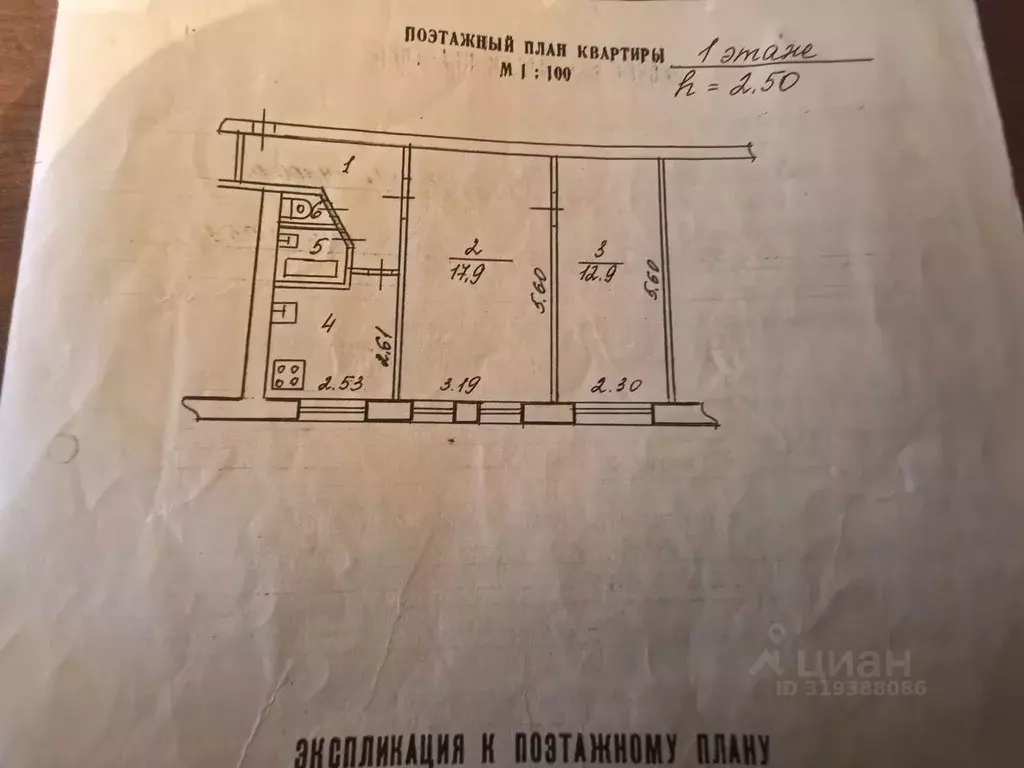 ПОЭТАЖНЫЙ ПЛАН КВАРТИРЫ 1 этаже
М 1 : 100
h = 2.50
1
6
5
2
17,9
3
12.9
5.60
5.60
4
2.61
2.53
3.19
2.30
циан
ID 319388086
ЭКСПЛИКАЦИЯ К ПОЭТАЖНОМУ ПЛАНУ